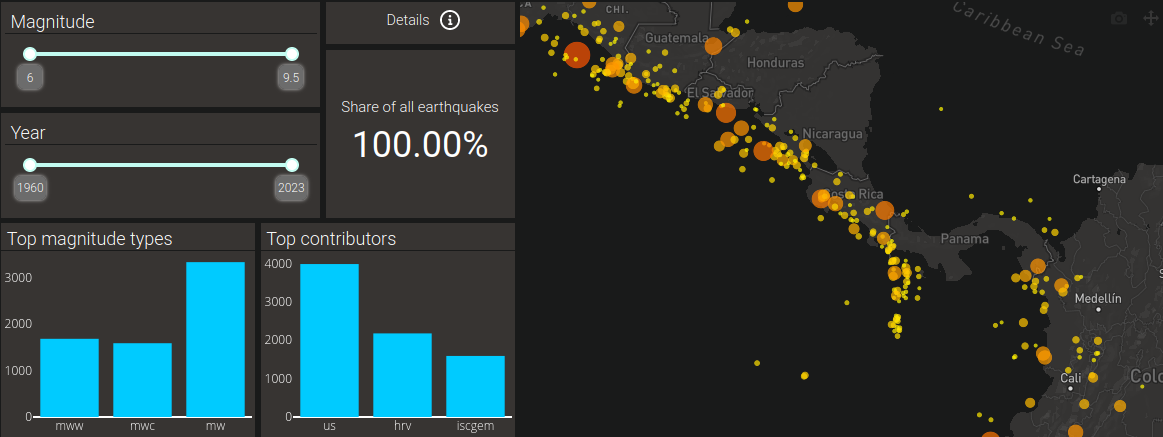 Magnitude
6
9.5
Year
1960
2023
Details
Share of all earthquakes
100.00%
Top magnitude types
3000
2000
1000
0
mww
mwc
mw
Top contributors
4000
3000
2000
1000
0
us
hrv
iscgem
CHI.
Guatemala
Honduras
El Salvador
Nicaragua
Costa Rica
Panama
Caribbean Sea
Cartagena
Medellín
Cali